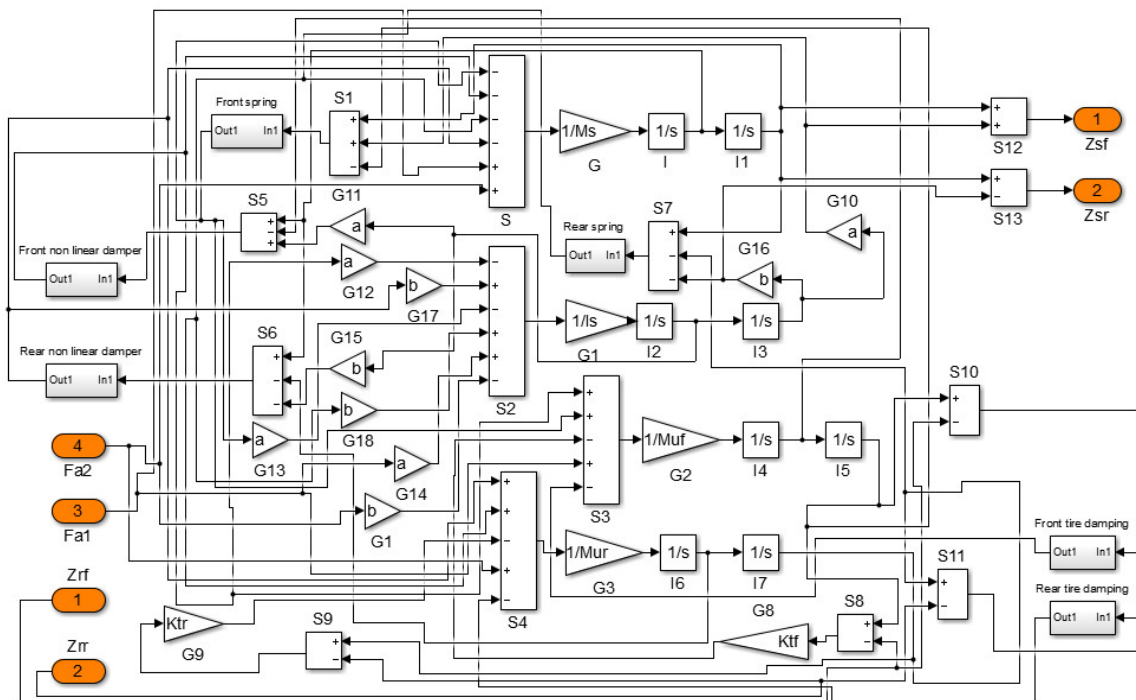 Front spring
Out1 In1
S1
+
+
−
−
−
−
−
−
+
+
S
1/Ms
G
1/s
I
1/s
I1
+
+
S12
1
Zsf
+
−
S13
2
Zsr
G11
a
S5
+
−
+
Front non linear damper
Out1 In1
a
G12
b
G17
Rear spring
Out1 In1
S7
+
−
−
G10
a
G16
b
−
+
−
+
+
−
S2
1/Is
G1
1/s
I2
1/s
I3
Rear non linear damper
Out1 In1
S6
+
−
−
G15
b
b
G18
a
G13
a
G14
b
G1
4
Fa2
3
Fa1
+
+
−
+
−
S3
1/Muf
G2
1/s
I4
1/s
I5
S10
+
−
+
+
−
+
−
S4
1/Mur
G3
1/s
I6
1/s
I7
S11
+
−
Front tire damping
Out1 In1
Rear tire damping
Out1 In1
Zrf
1
Zrr
2
Ktr
G9
S9
+
−
G8
Ktf
S8
+
−